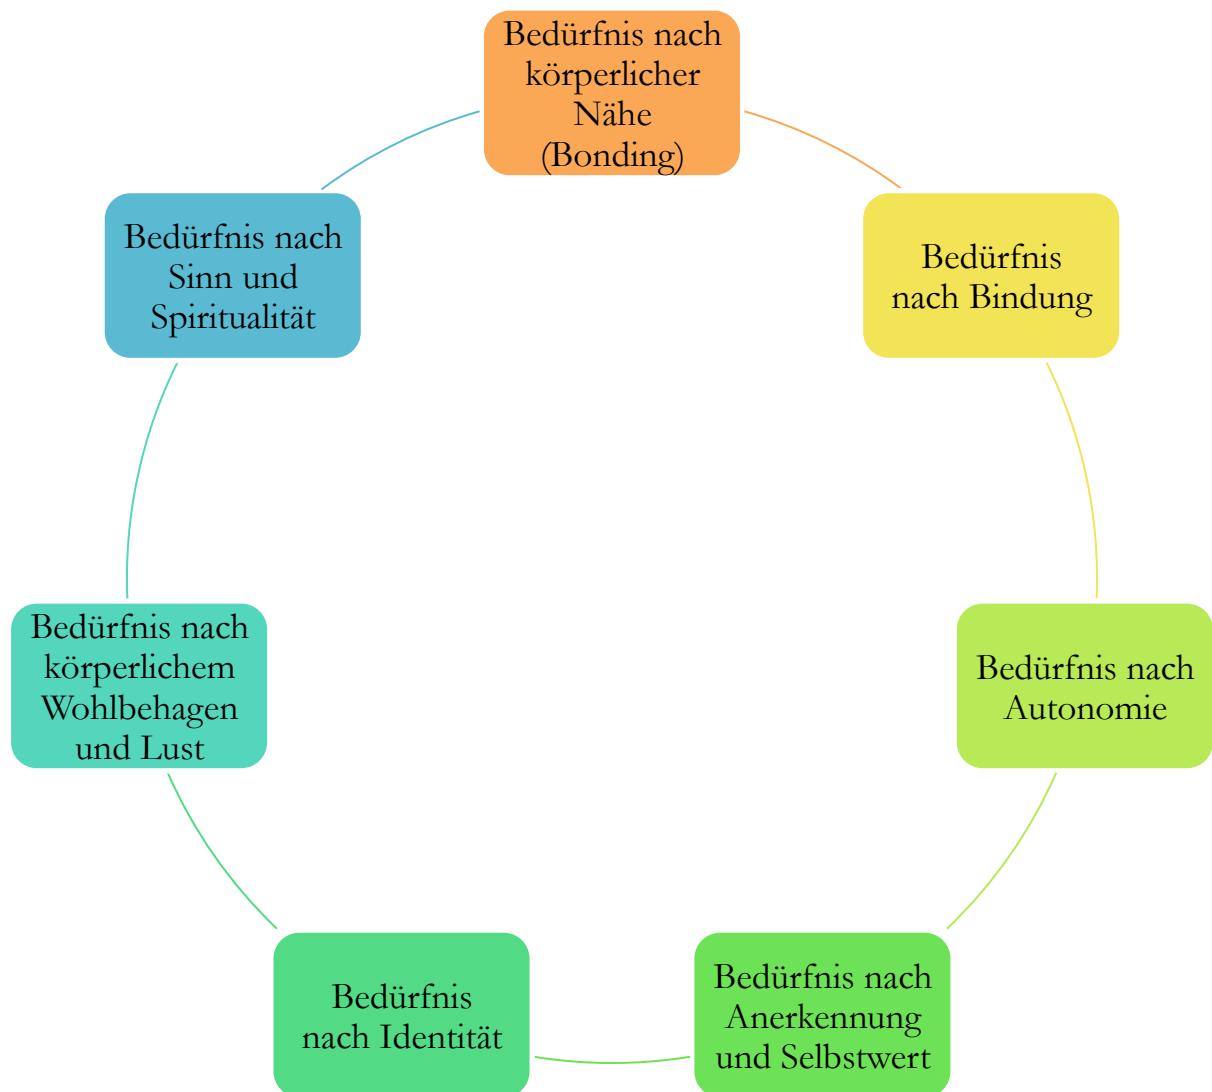 Bedürfnis nach
körperlicher
Nähe
(Bonding)
Bedürfnis
nach Bindung
Bedürfnis nach
Autonomie
Bedürfnis nach
Anerkennung
und Selbstwert
Bedürfnis
nach Identität
Bedürfnis nach
körperlichem
Wohlbehagen
und Lust
Bedürfnis nach
Sinn und
Spiritualität